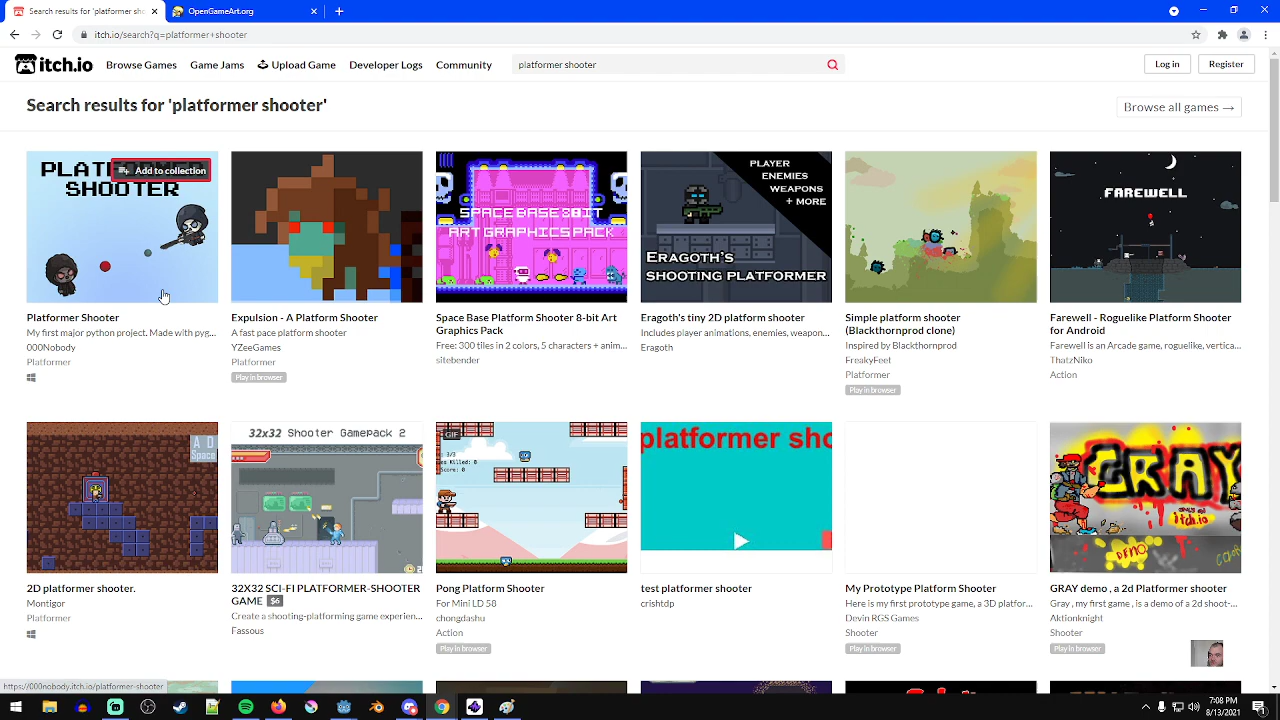 Search results for 'platformer sho
OpenGameArt.org
itch.io/search?q=platformer+shooter
itch.io
Browse Games
Game Jams
Upload Game
Developer Logs
Community
platformer shooter
Log in
Register
Search results for 'platformer shooter'
Browse all games →
Add to collection
SHOOTER
SPACE BASE 8-BIT
ART GRAPHICS PACK
PLAYER
ENEMIES
WEAPONS
+ MORE
ERAGOTH'S
SHOOTING PLATFORMER
FAREWELL
Platformer Shooter
My first major python project. Made with pyg...
000Nobody
Platformer
Expulsion - A Platform Shooter
A fast pace platform shooter
YZeeGames
Platformer
Play in browser
Space Base Platform Shooter 8-bit Art
Graphics Pack
Free: 300 tiles in 2 colors, 5 characters + anim...
sitebender
Eragoth's tiny 2D platform shooter
Includes player animations, enemies, weapon...
Eragoth
Simple platform shooter
(Blackthornprod clone)
Inspired by Blackthornprod
FreakyFeet
Platformer
Play in browser
Farewell - Roguelike Platform Shooter
for Android
Farewell is an Arcade game, roguelike, vertica...
ThatzNiko
Action
A D
Space
32x32 Shooter Gamepack 2
GIF
platformer sho
GRAY
itch.io
DEMO
2D platformer shooter.
Montigor
Platformer
32X32 SCI-FI PLATFORMER-SHOOTER
GAME $6
Create a shooting-platforming game experien...
Fassous
Pong Platform Shooter
For Mini LD 58
chongdashu
Action
Play in browser
test platformer shooter
crishtdp
My Prototype Platform Shooter
Here is my first prototype game, a 3D platfor...
Devin RGS Games
Shooter
Play in browser
GRAY demo , a 2d Platformer shooter
Gray , my first game , is a demo of a 2d shoot-...
Aktionknight
Shooter
Play in browser
https://000nobody.itch.io/platformer-shooter
7:08 PM
8/13/2021